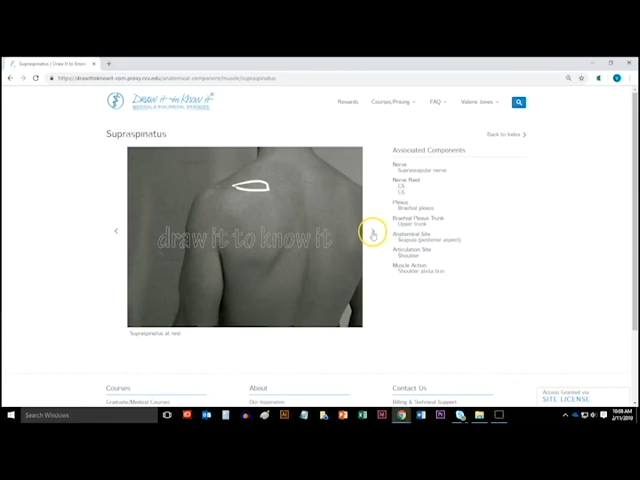 Supraspinatus | Draw It to Know
https://drawittoknowit-com.proxy.rvu.edu/anatomical-component/muscle/supraspinatus
DRAW IT to KNOW IT
MEDICAL & BIOLOGICAL SCIENCES
Rewards
Courses/Pricing
FAQ
Valerie Jones
Supraspinatus
Back to Index
draw it to know it
Supraspinatus at rest
Associated Components
Nerve
Suprascapular nerve
Nerve Root
C5
C6
Plexus
Brachial plexus
Brachial Plexus Trunk
Upper trunk
Anatomical Site
Scapula (posterior aspect)
Articulation Site
Shoulder
Muscle Action
Shoulder abduction
Courses
Graduate/Medical Courses
About
Our Inspiration
Contact Us
Billing & Technical Support
Access Granted via
SITE LICENSE
Search Windows
10:08 AM
2/11/2019